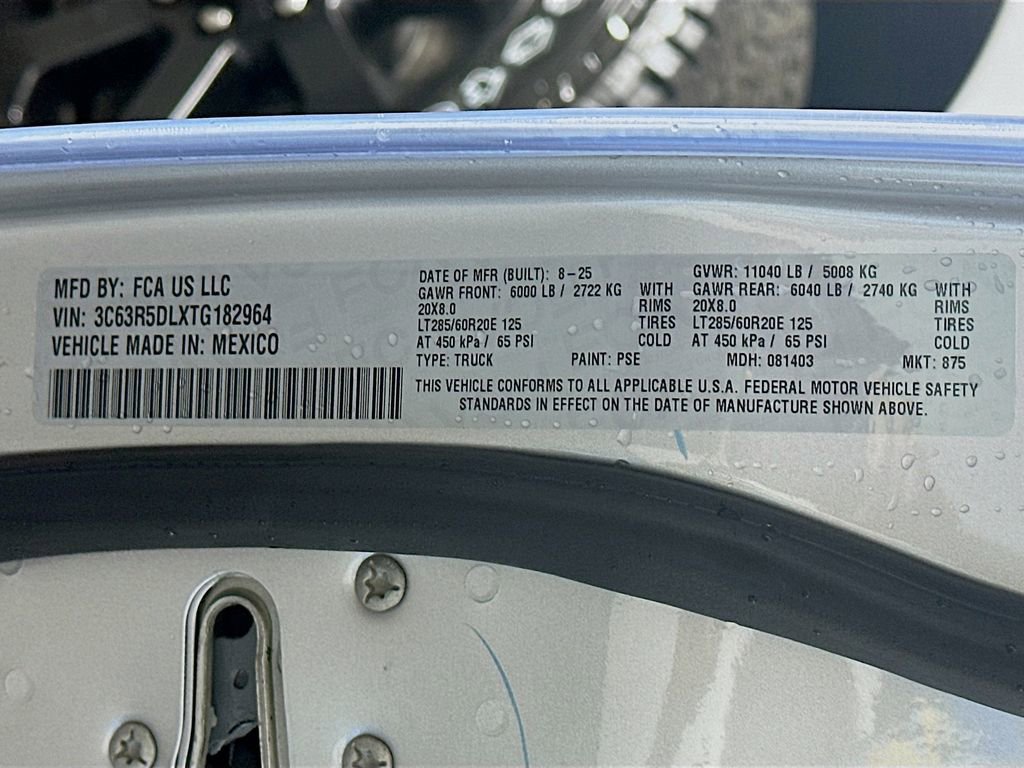 MFD BY: FCA US LLC
VIN: 3C63R5DLXTG182964
VEHICLE MADE IN: MEXICO
DATE OF MFR (BUILT): 8-25
GAWR FRONT: 6000 LB / 2722 KG WITH
20X8.0 RIMS
LT285/60R20E 125 TIRES
AT 450 kPa / 65 PSI COLD
GVWR: 11040 LB / 5008 KG
GAWR REAR: 6040 LB / 2740 KG WITH
20X8.0 RIMS
LT285/60R20E 125 TIRES
AT 450 kPa / 65 PSI COLD
TYPE: TRUCK PAINT: PSE MDH: 081403 MKT: 875
THIS VEHICLE CONFORMS TO ALL APPLICABLE U.S.A. FEDERAL MOTOR VEHICLE SAFETY
STANDARDS IN EFFECT ON THE DATE OF MANUFACTURE SHOWN ABOVE.